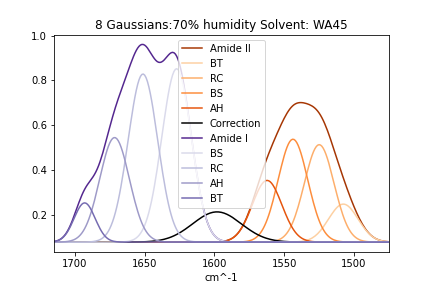 8 Gaussians:70% humidity Solvent: WA45
1.0
0.8
0.6
0.4
0.2
Amide II
BT
RC
BS
AH
Correction
Amide I
BS
RC
AH
BT
1700 1650 1600 1550 1500
cm^-1